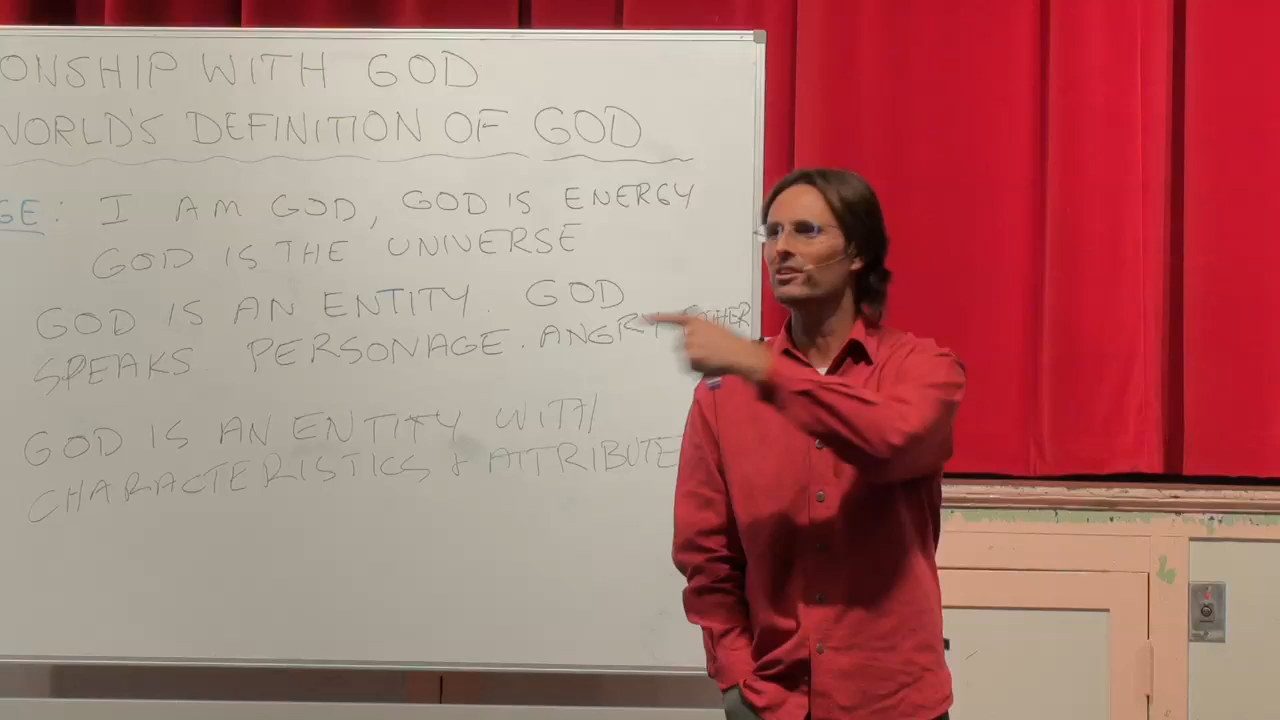 ONSHIP WITH GOD
WORLD'S DEFINITION OF GOD
GE: I AM GOD, GOD IS ENERGY
GOD IS THE UNIVERSE
GOD IS AN ENTITY. GOD
SPEAKS PERSONAGE. ANGRY
GOD IS AN ENTITY WITH
CHARACTERISTICS & ATTRIBUTE